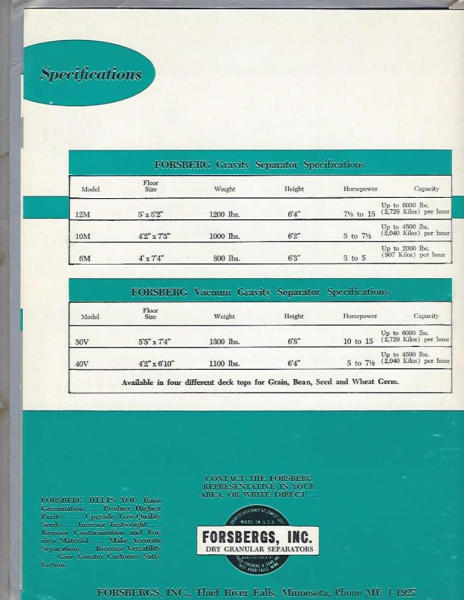 Specifications
FORSBERG Gravity Separator Specifications
Model Floor Size Weight Height Horsepower Capacity
12M 5' x 8'2" 1200 lbs. 6'4" 7½ to 15 Up to 6000 lbs. (2,729 Kilos) per hour
10M 4'2" x 7'8" 1000 lbs. 6'2" 5 to 7½ Up to 4500 lbs. (2,040 Kilos) per hour
6M 4' x 7'4" 800 lbs. 6'3" 3 to 5 Up to 2000 lbs. (907 Kilos) per hour
FORSBERG Vacuum Gravity Separator Specifications
Model Floor Size Weight Height Horsepower Capacity
50V 5'5" x 7'4" 1300 lbs. 6'8" 10 to 15 Up to 6000 lbs. (2,729 Kilos) per hour
40V 4'2" x 6'10" 1100 lbs. 6'4" 5 to 7½ Up to 4500 lbs. (2,040 Kilos) per hour
Available in four different deck tops for Grain, Bean, Seed and Wheat Germ.
FORSBERG HELPS YOU Raise
Germination . . . Produce Highest
Purity . . . Upgrade Low-Quality
Seeds . . . Increase Testweight . . .
Remove Contamination and For-
eign Material . . . Make Accurate
Separations . . . Increase Versatility
. . . Give Greater Customer Satis-
faction.
CONTACT THE FORSBERG
REPRESENTATIVE IN YOUR
AREA, OR WRITE DIRECT . . .
MADE IN U.S.A.
FORSBERGS, INC.
DRY GRANULAR SEPARATORS
FORSBERGS, INC., Thief River Falls, Minnesota, Phone MU 1-1927